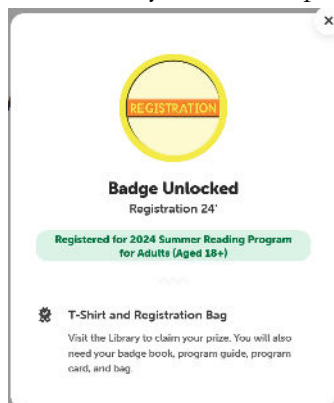 ×
REGISTRATION
Badge Unlocked
Registration 24'
Registered for 2024 Summer Reading Program
for Adults (Aged 18+)
T-Shirt and Registration Bag
Visit the Library to claim your prize. You will also
need your badge book, program guide, program
card, and bag.